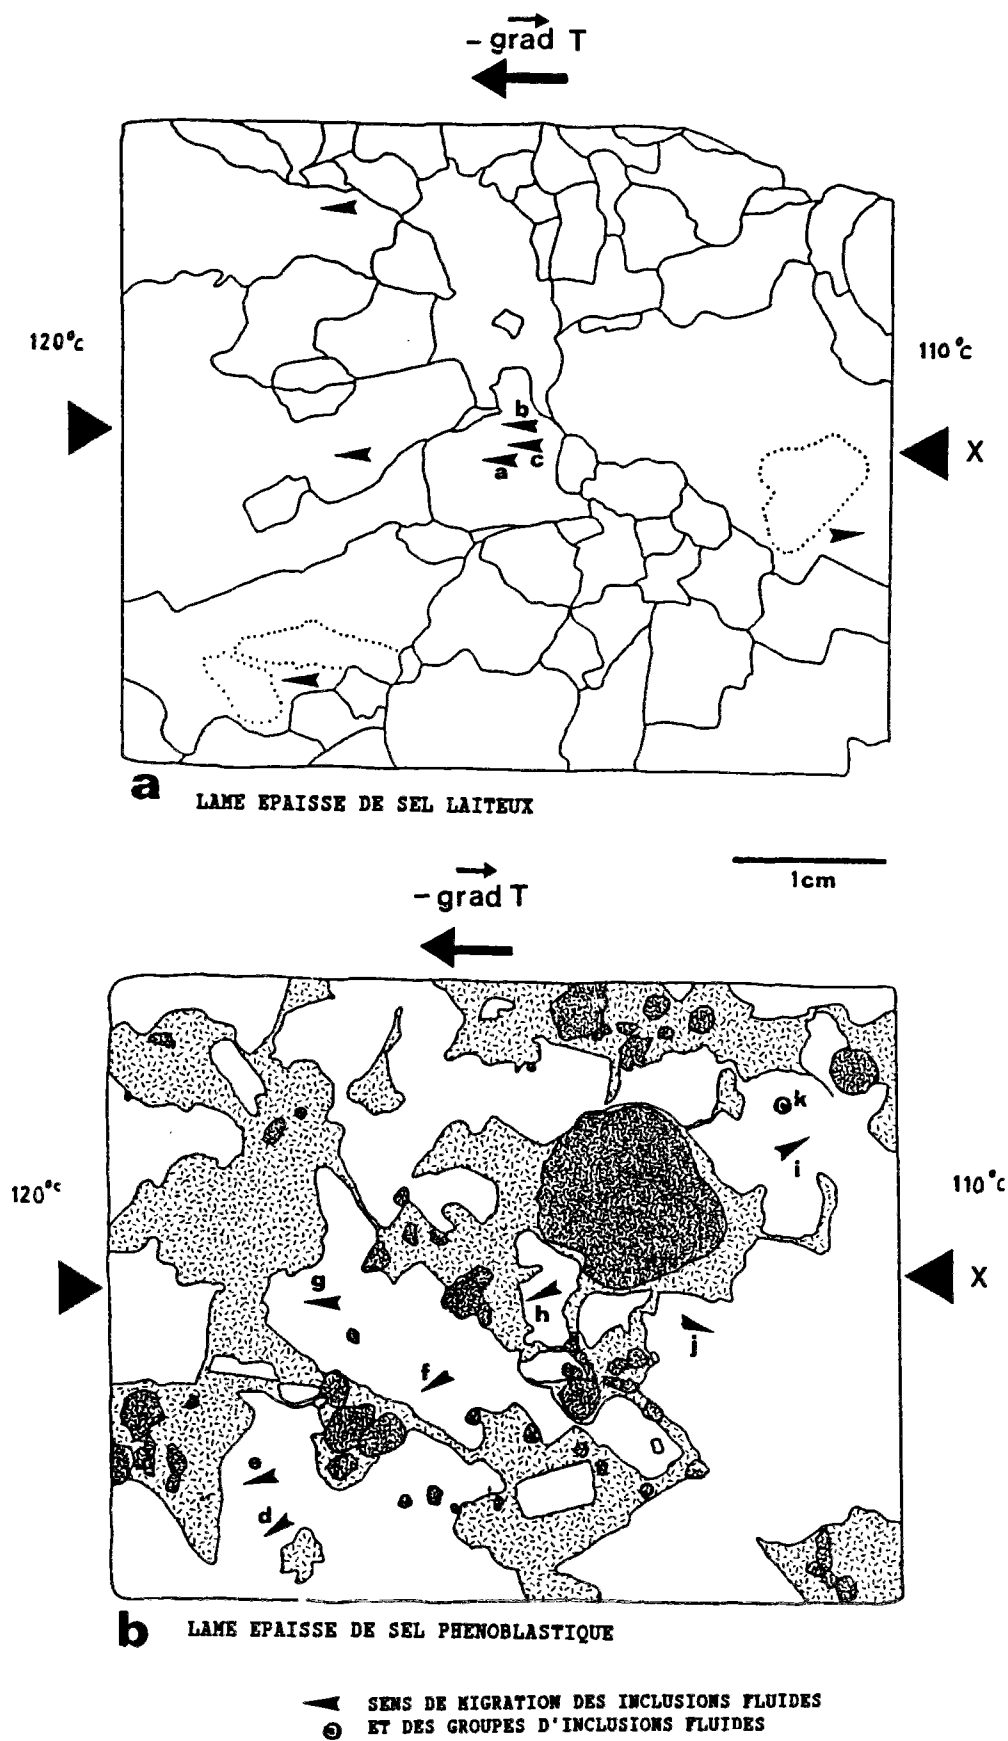 - grad T
120°c
110°c
X
b
c
a
a LAME EPAISSE DE SEL LAITEUX
1cm
- grad T
k
i
120°c
110°c
g
h
X
j
f
e
d
b LAME EPAISSE DE SEL PHENOBLASTIQUE
SENS DE MIGRATION DES INCLUSIONS FLUIDES
ET DES GROUPES D'INCLUSIONS FLUIDES